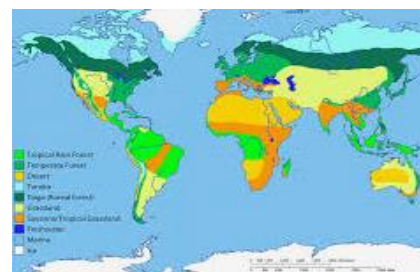 Tropical Rain Forest
Temperate Forest
Desert
Tundra
Taiga (Boreal Forest)
Grassland
Savanna/Tropical Grassland
Freshwater
Marine
Ice